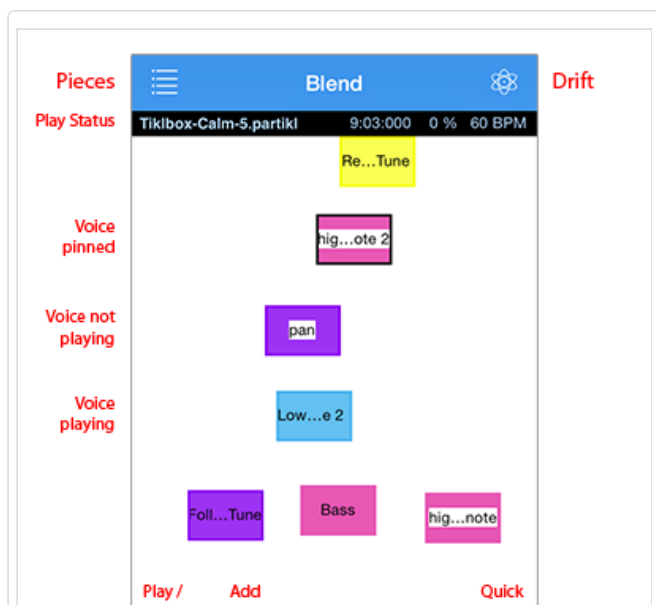 Pieces
Blend
Drift
Play Status
Tiklbox-Calm-5.partikl 9:03:000 0 % 60 BPM
Re...Tune
Voice
pinned
hig...ote 2
Voice not
playing
pan
Voice
playing
Low...e 2
Foll...Tune
Bass
hig...note
Play / Add Quick